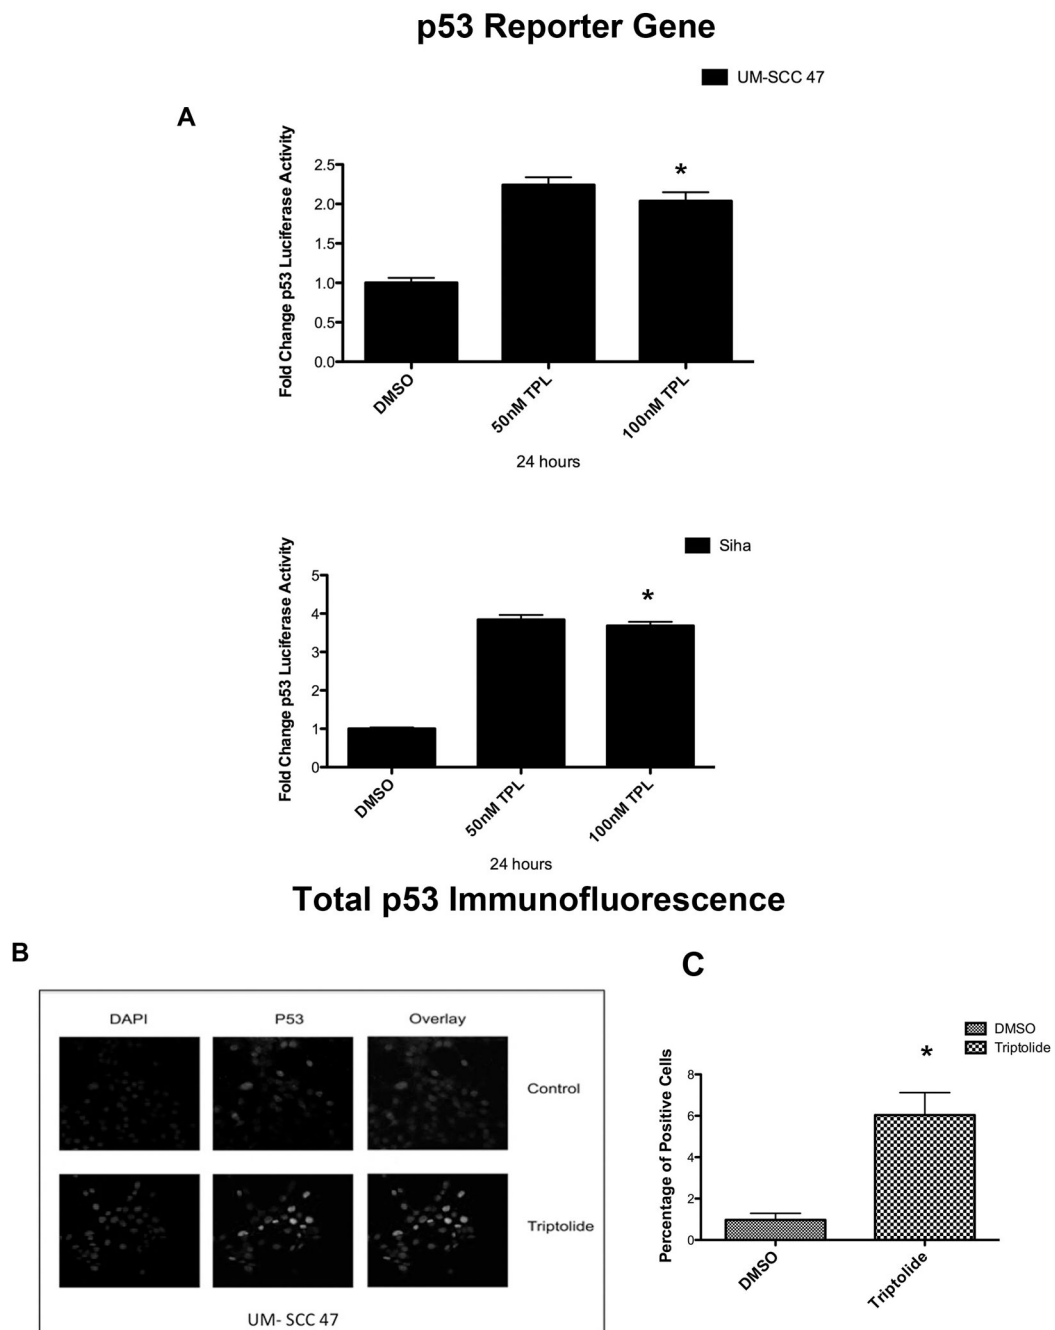 p53 Reporter Gene
UM-SCC 47
A
Fold Change p53 Luciferase Activity
2.5
2.0
1.5
1.0
0.5
0.0
*
DMSO
50nM TPL
100nM TPL
24 hours
Siha
Fold Change p53 Luciferase Activity
5
4
3
2
1
0
*
DMSO
50nM TPL
100nM TPL
24 hours
Total p53 Immunofluorescence
B
DAPI
P53
Overlay
Control
Triptolide
UM- SCC 47
C
DMSO
Triptolide
*
Percentage of Positive Cells
8
6
4
2
0
DMSO
Triptolide